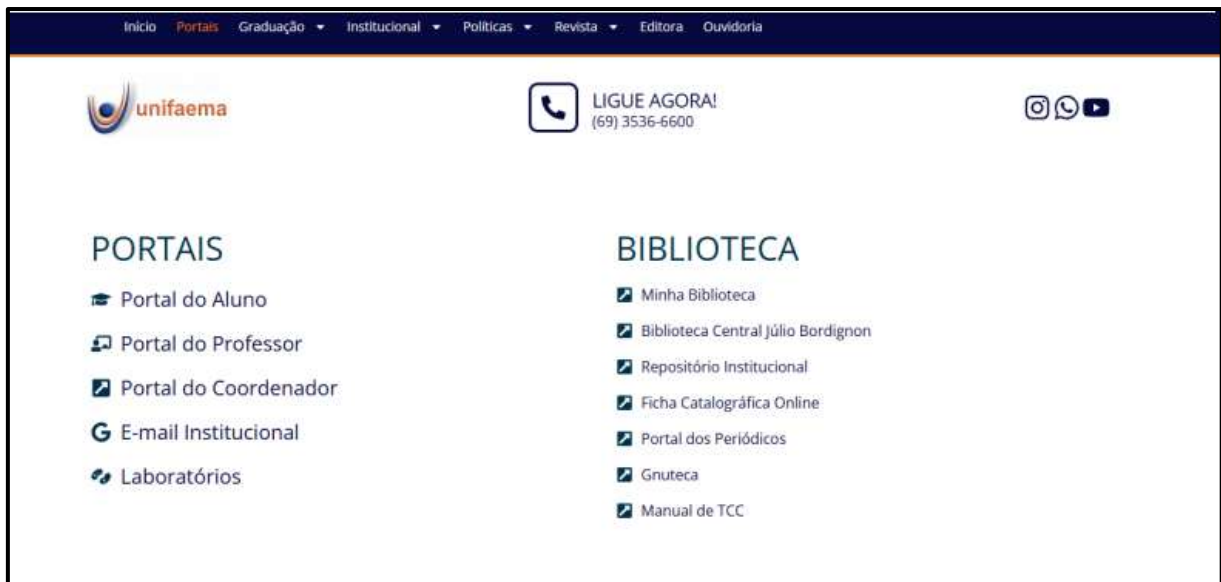 Início Portais Graduação Institucional Políticas Revista Editora Ouvidoria
unifaema
LIGUE AGORA!
(69) 3536-6600
PORTAIS
Portal do Aluno
Portal do Professor
Portal do Coordenador
E-mail Institucional
Laboratórios
BIBLIOTECA
Minha Biblioteca
Biblioteca Central Júlio Bordignon
Repositório Institucional
Ficha Catalográfica Online
Portal dos Periódicos
Gnuteca
Manual de TCC